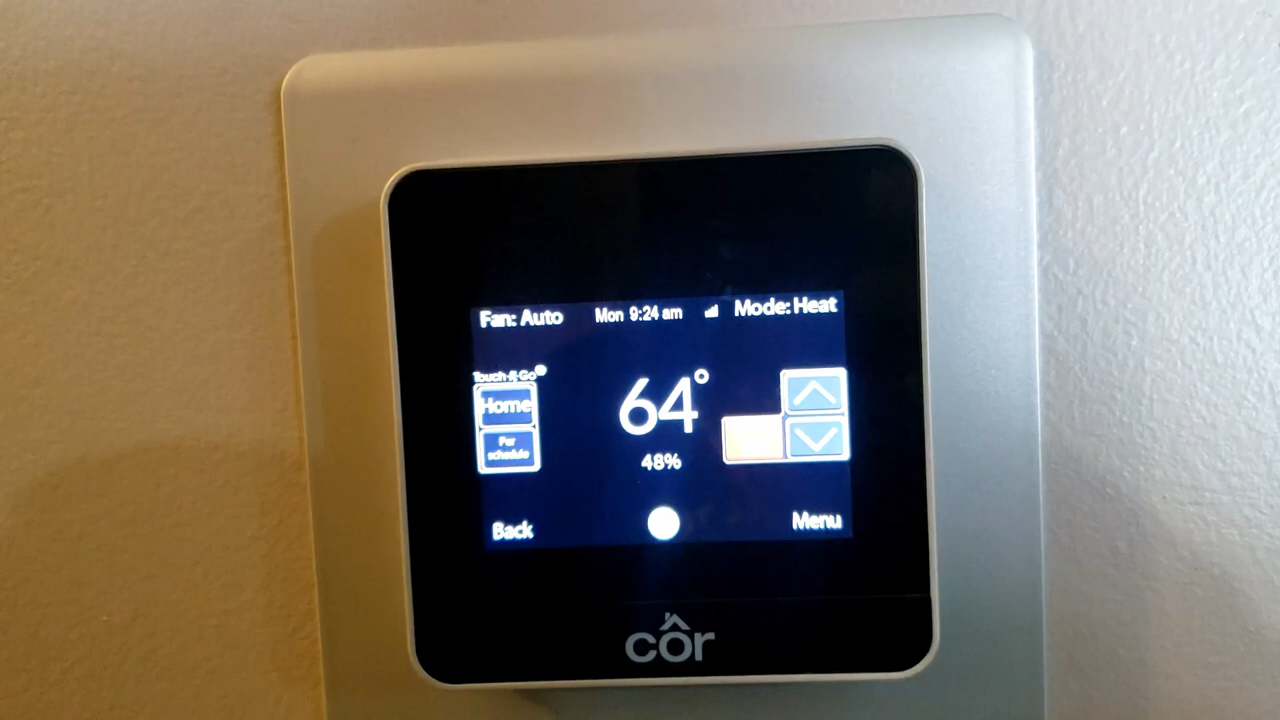 Fan: Auto Mon 9:24 am Mode: Heat
Touch-n-Go®
Home
64°
Per
schedule
48%
Back Menu
côr